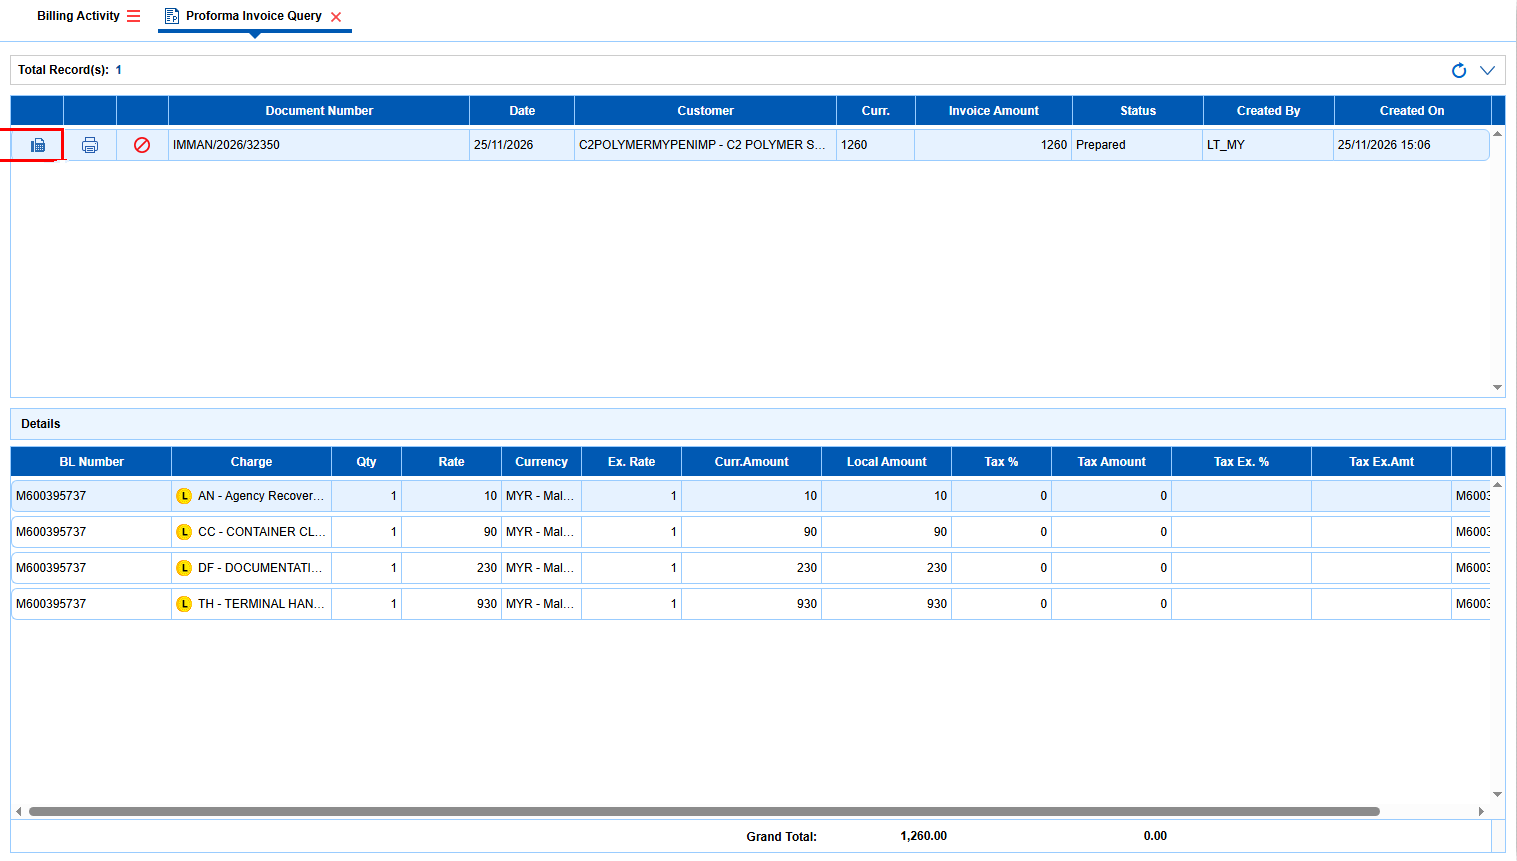 Billing Activity Proforma Invoice Query
Total Record(s): 1
Document Number Date Customer Curr. Invoice Amount Status Created By Created On
IMMAN/2026/32350 25/11/2026 C2POLYMERMYPENIMP - C2 POLYMER S... 1260 1260 Prepared LT_MY 25/11/2026 15:06
Details
BL Number Charge Qty Rate Currency Ex. Rate Curr.Amount Local Amount Tax % Tax Amount Tax Ex. % Tax Ex.Amt
M600395737 L AN - Agency Recover... 1 10 MYR - Mal... 1 10 10 0 0 M6003
M600395737 L CC - CONTAINER CL... 1 90 MYR - Mal... 1 90 90 0 0 M6003
M600395737 L DF - DOCUMENTATI... 1 230 MYR - Mal... 1 230 230 0 0 M6003
M600395737 L TH - TERMINAL HAN... 1 930 MYR - Mal... 1 930 930 0 0 M6003
Grand Total: 1,260.00 0.00